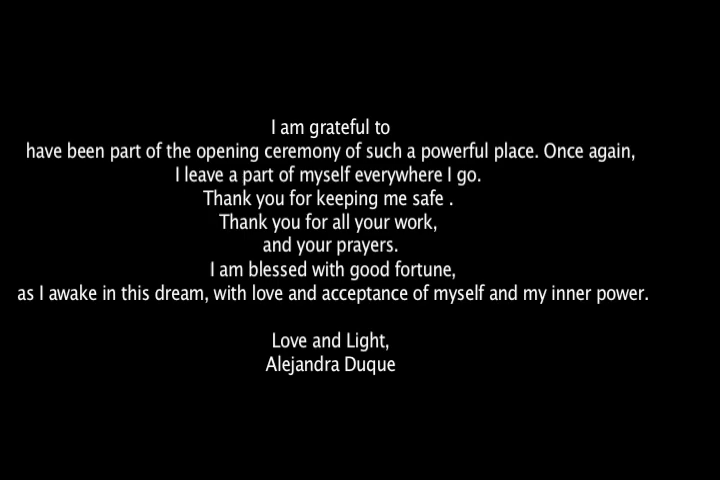 I am grateful to
have been part of the opening ceremony of such a powerful place. Once again,
I leave a part of myself everywhere I go.
Thank you for keeping me safe .
Thank you for all your work,
and your prayers.
I am blessed with good fortune,
as I awake in this dream, with love and acceptance of myself and my inner power.
Love and Light,
Alejandra Duque